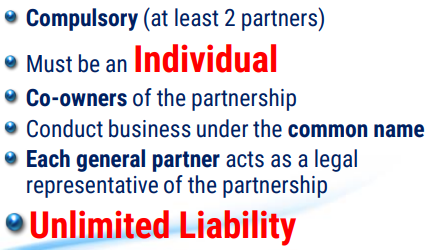 Compulsory (at least 2 partners)
Must be an Individual
Co-owners of the partnership
Conduct business under the common name
Each general partner acts as a legal
representative of the partnership
Unlimited Liability